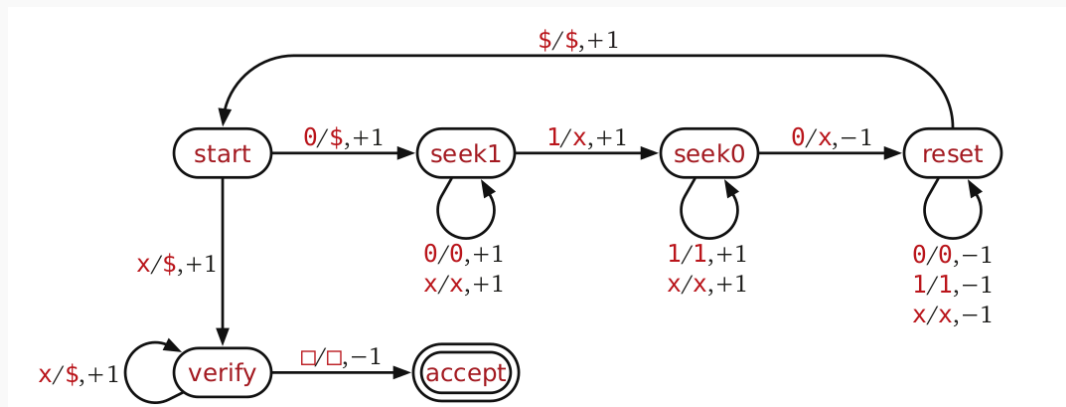 $/$,+1
0/$,+1
1/x,+1
0/x,−1
start
seek1
seek0
reset
0/0,+1
x/x,+1
1/1,+1
x/x,+1
0/0,−1
1/1,−1
x/x,−1
x/$,+1
x/$,+1
verify
□/□,−1
accept